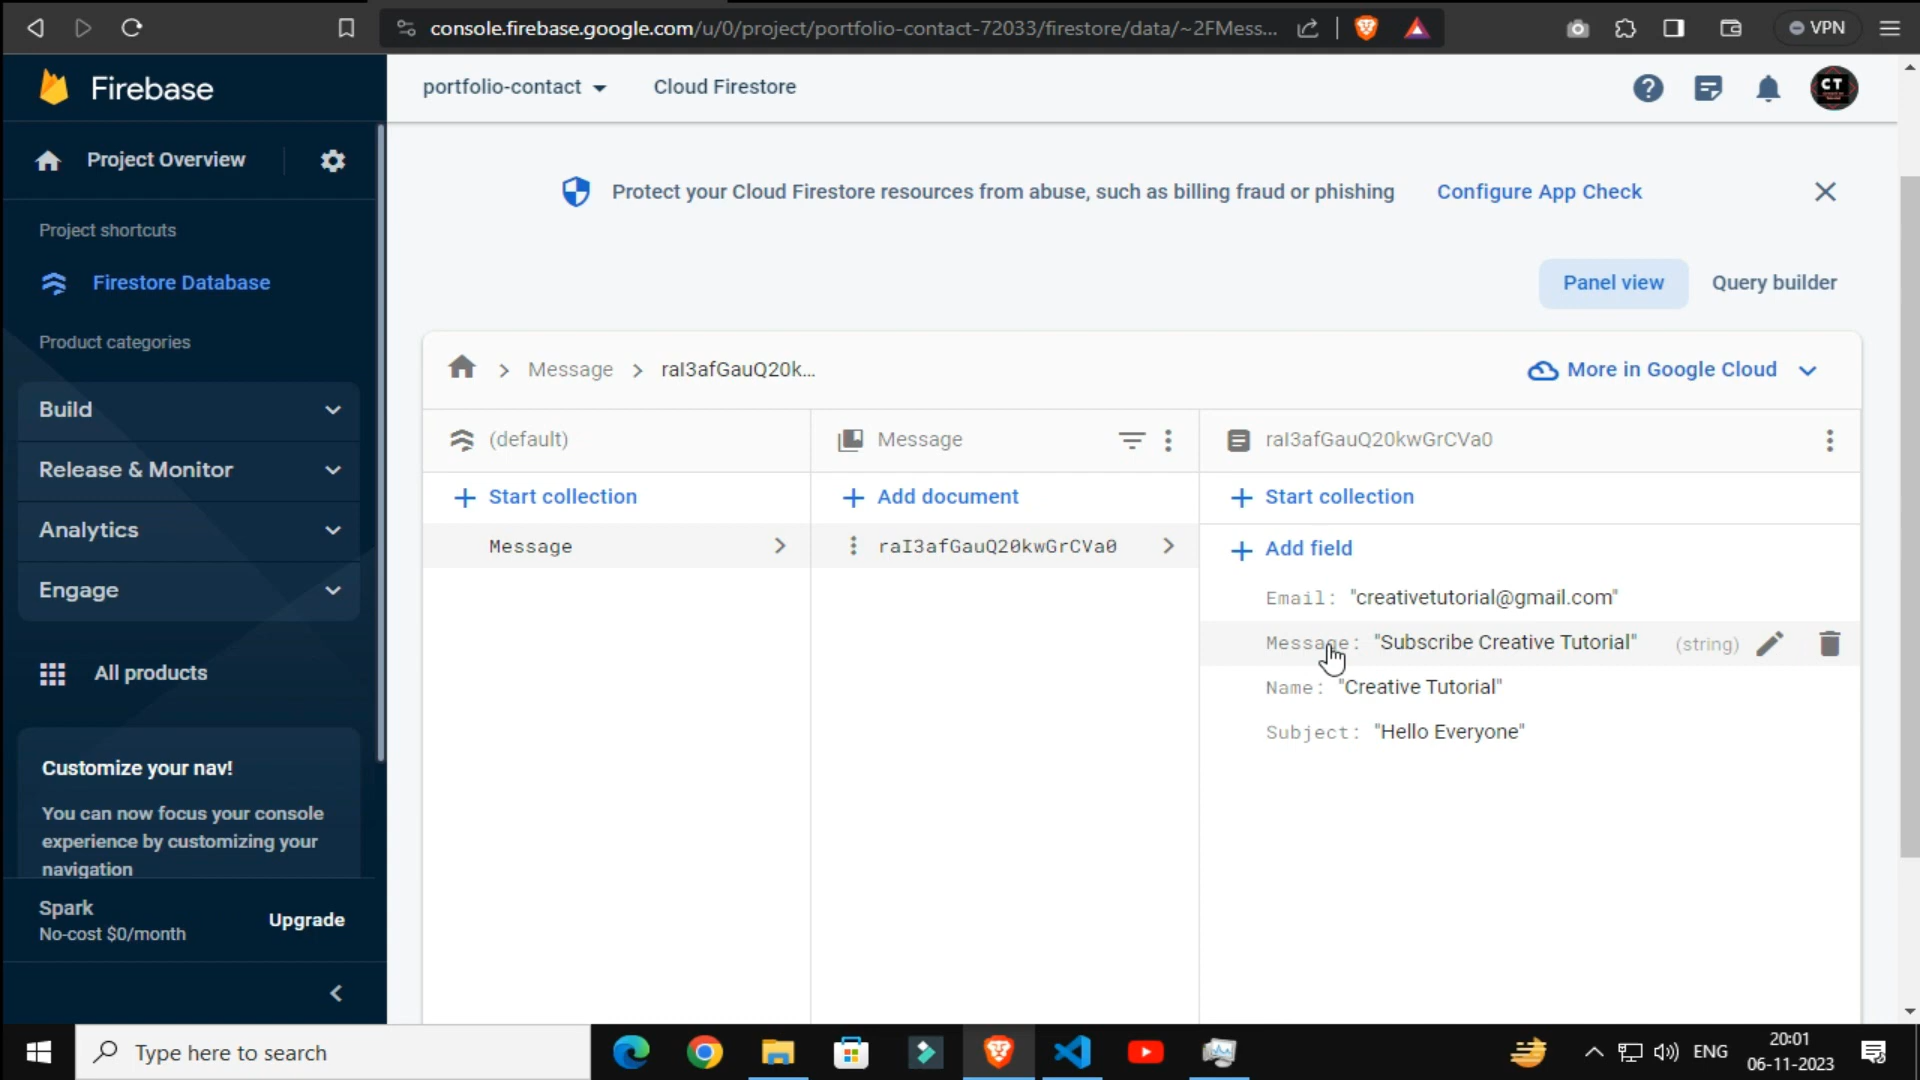 console.firebase.google.com/u/0/project/portfolio-contact-72033/firestore/data/~2FMess...
VPN
Firebase
portfolio-contact
Cloud Firestore
CT
Project Overview
Protect your Cloud Firestore resources from abuse, such as billing fraud or phishing
Configure App Check
Project shortcuts
Firestore Database
Panel view
Query builder
Product categories
Message
raI3afGauQ20k...
More in Google Cloud
Build
(default)
Message
raI3afGauQ20kwGrCVa0
Release & Monitor
Start collection
Add document
Start collection
Analytics
Message
raI3afGauQ20kwGrCVa0
Add field
Engage
Email: "creativetutorial@gmail.com"
Message: "Subscribe Creative Tutorial" (string)
All products
Name: "Creative Tutorial"
Subject: "Hello Everyone"
Customize your nav!
You can now focus your console
experience by customizing your
navigation
Spark
No-cost $0/month
Upgrade
Type here to search
ENG
20:01
06-11-2023